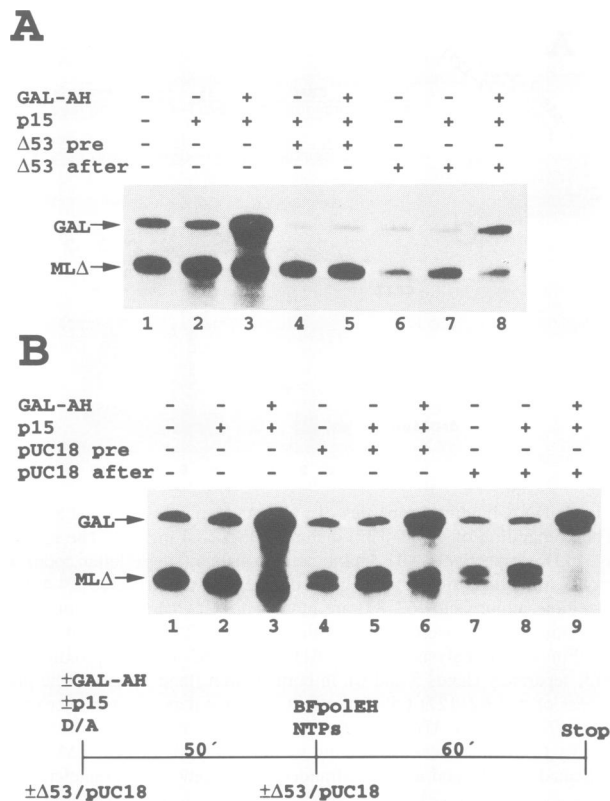 A
GAL-AH - - + - + - - +
p15 - + + + + - + +
Δ53 pre - - - + + - - -
Δ53 after - - - - - + + +
GAL
MLΔ
1 2 3 4 5 6 7 8
B
GAL-AH - - + - - + - - +
p15 - + + - + + - + +
pUC18 pre - - - + + + - - -
pUC18 after - - - - - - + + +
GAL
MLΔ
1 2 3 4 5 6 7 8 9
±GAL-AH
±p15
D/A
BFpolEH
NTPs
Stop
50´ 60´
±Δ53/pUC18 ±Δ53/pUC18